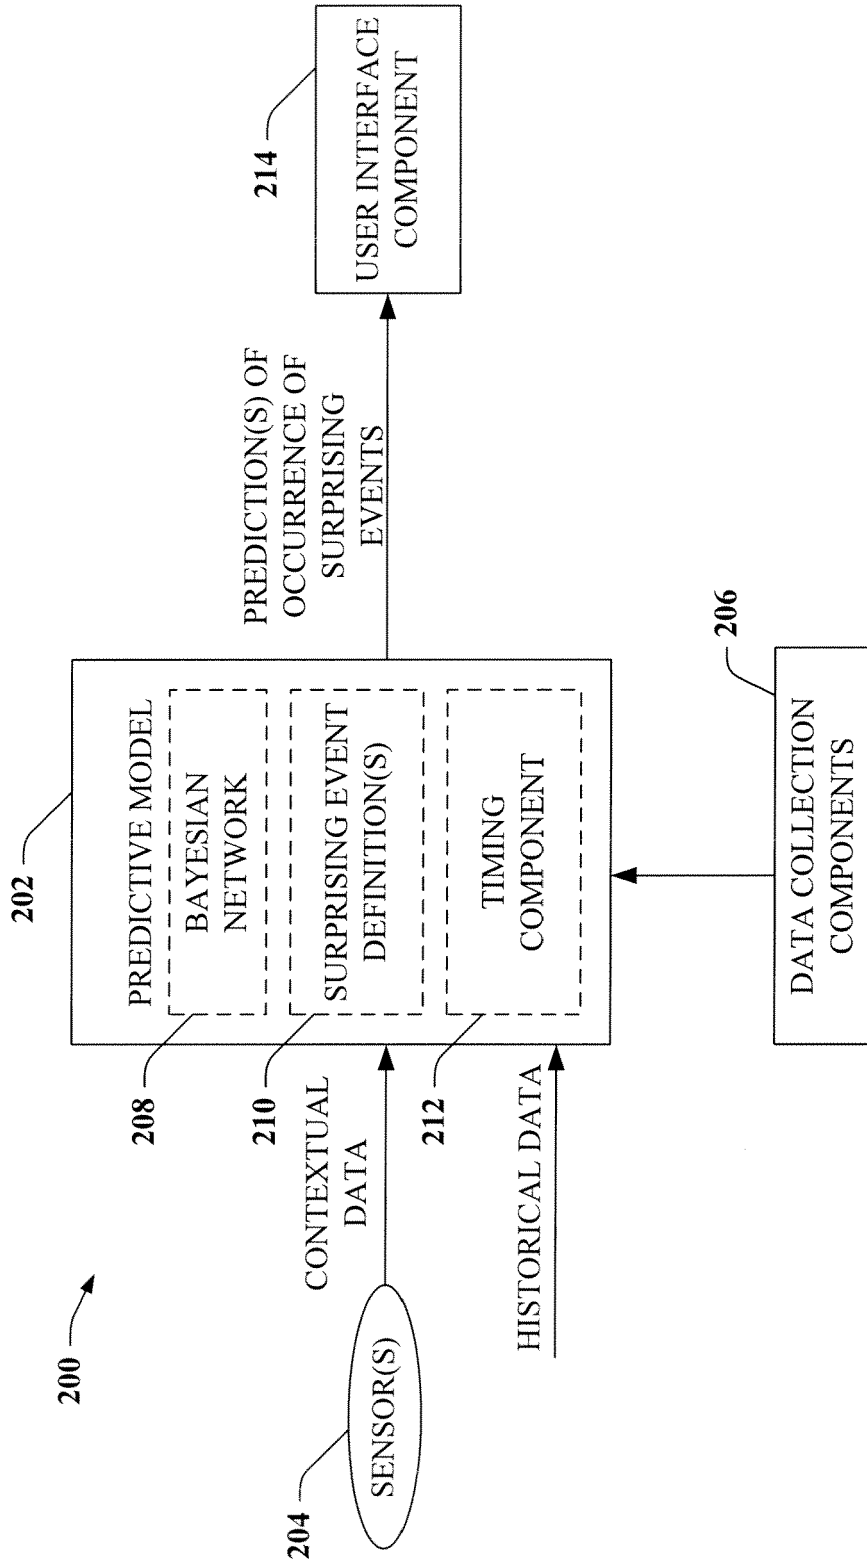 200
202
PREDICTIVE MODEL
208
BAYESIAN
NETWORK
204
SENSOR(S)
CONTEXTUAL
DATA
210
SURPRISING EVENT
DEFINITION(S)
PREDICTION(S) OF
OCCURRENCE OF
SURPRISING
EVENTS
214
USER INTERFACE
COMPONENT
212
TIMING
COMPONENT
HISTORICAL DATA
206
DATA COLLECTION
COMPONENTS